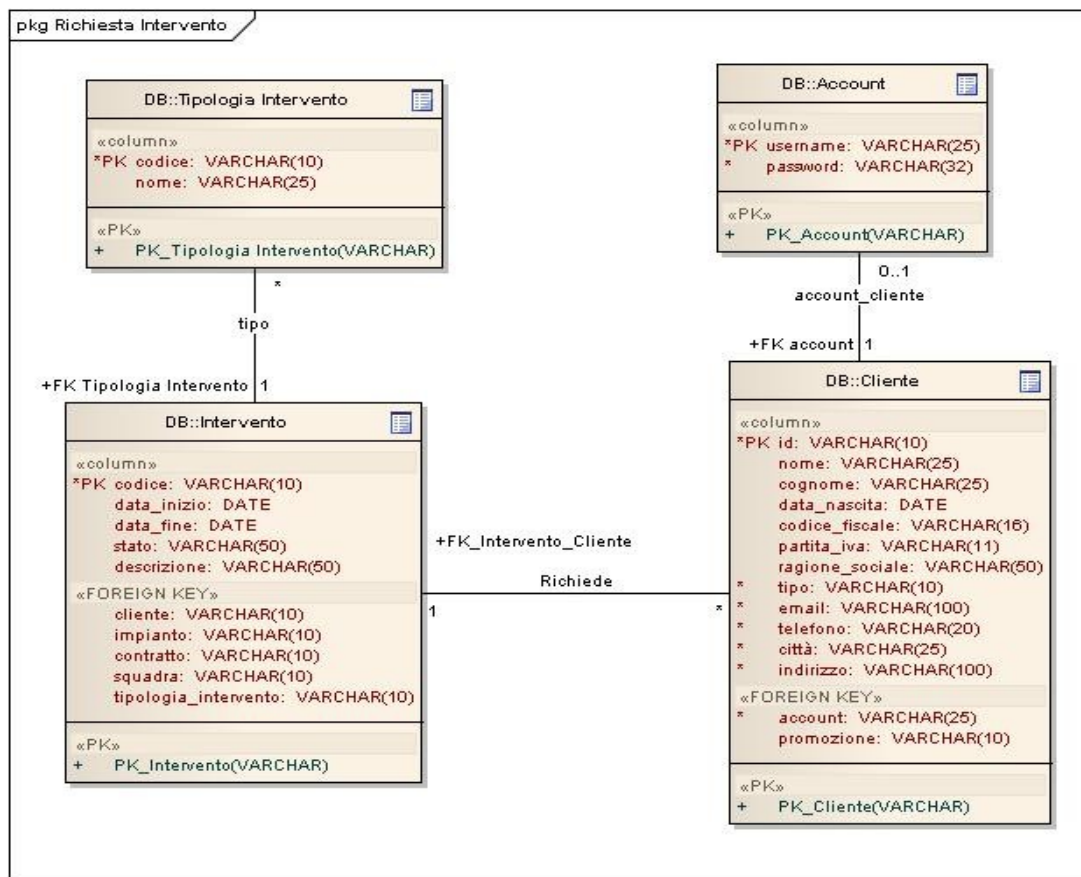 pkg Richiesta Intervento
DB::Tipologia Intervento
«column»
*PK codice: VARCHAR(10)
nome: VARCHAR(25)
«PK»
+ PK_Tipologia Intervento(VARCHAR)
DB::Account
«column»
*PK username: VARCHAR(25)
* password: VARCHAR(32)
«PK»
+ PK_Account(VARCHAR)
*
tipo
+FK Tipologia Intervento 1
0..1
account_cliente
+FK account 1
DB::Intervento
«column»
*PK codice: VARCHAR(10)
data_inizio: DATE
data_fine: DATE
stato: VARCHAR(50)
descrizione: VARCHAR(50)
«FOREIGN KEY»
cliente: VARCHAR(10)
impianto: VARCHAR(10)
contratto: VARCHAR(10)
squadra: VARCHAR(10)
tipologia_intervento: VARCHAR(10)
«PK»
+ PK_Intervento(VARCHAR)
+FK_Intervento_Cliente
Richiede
1 *
DB::Cliente
«column»
*PK id: VARCHAR(10)
nome: VARCHAR(25)
cognome: VARCHAR(25)
data_nascita: DATE
codice_fiscale: VARCHAR(16)
partita_iva: VARCHAR(11)
ragione_sociale: VARCHAR(50)
* tipo: VARCHAR(10)
* email: VARCHAR(100)
* telefono: VARCHAR(20)
* città: VARCHAR(25)
* indirizzo: VARCHAR(100)
«FOREIGN KEY»
* account: VARCHAR(25)
promozione: VARCHAR(10)
«PK»
+ PK_Cliente(VARCHAR)